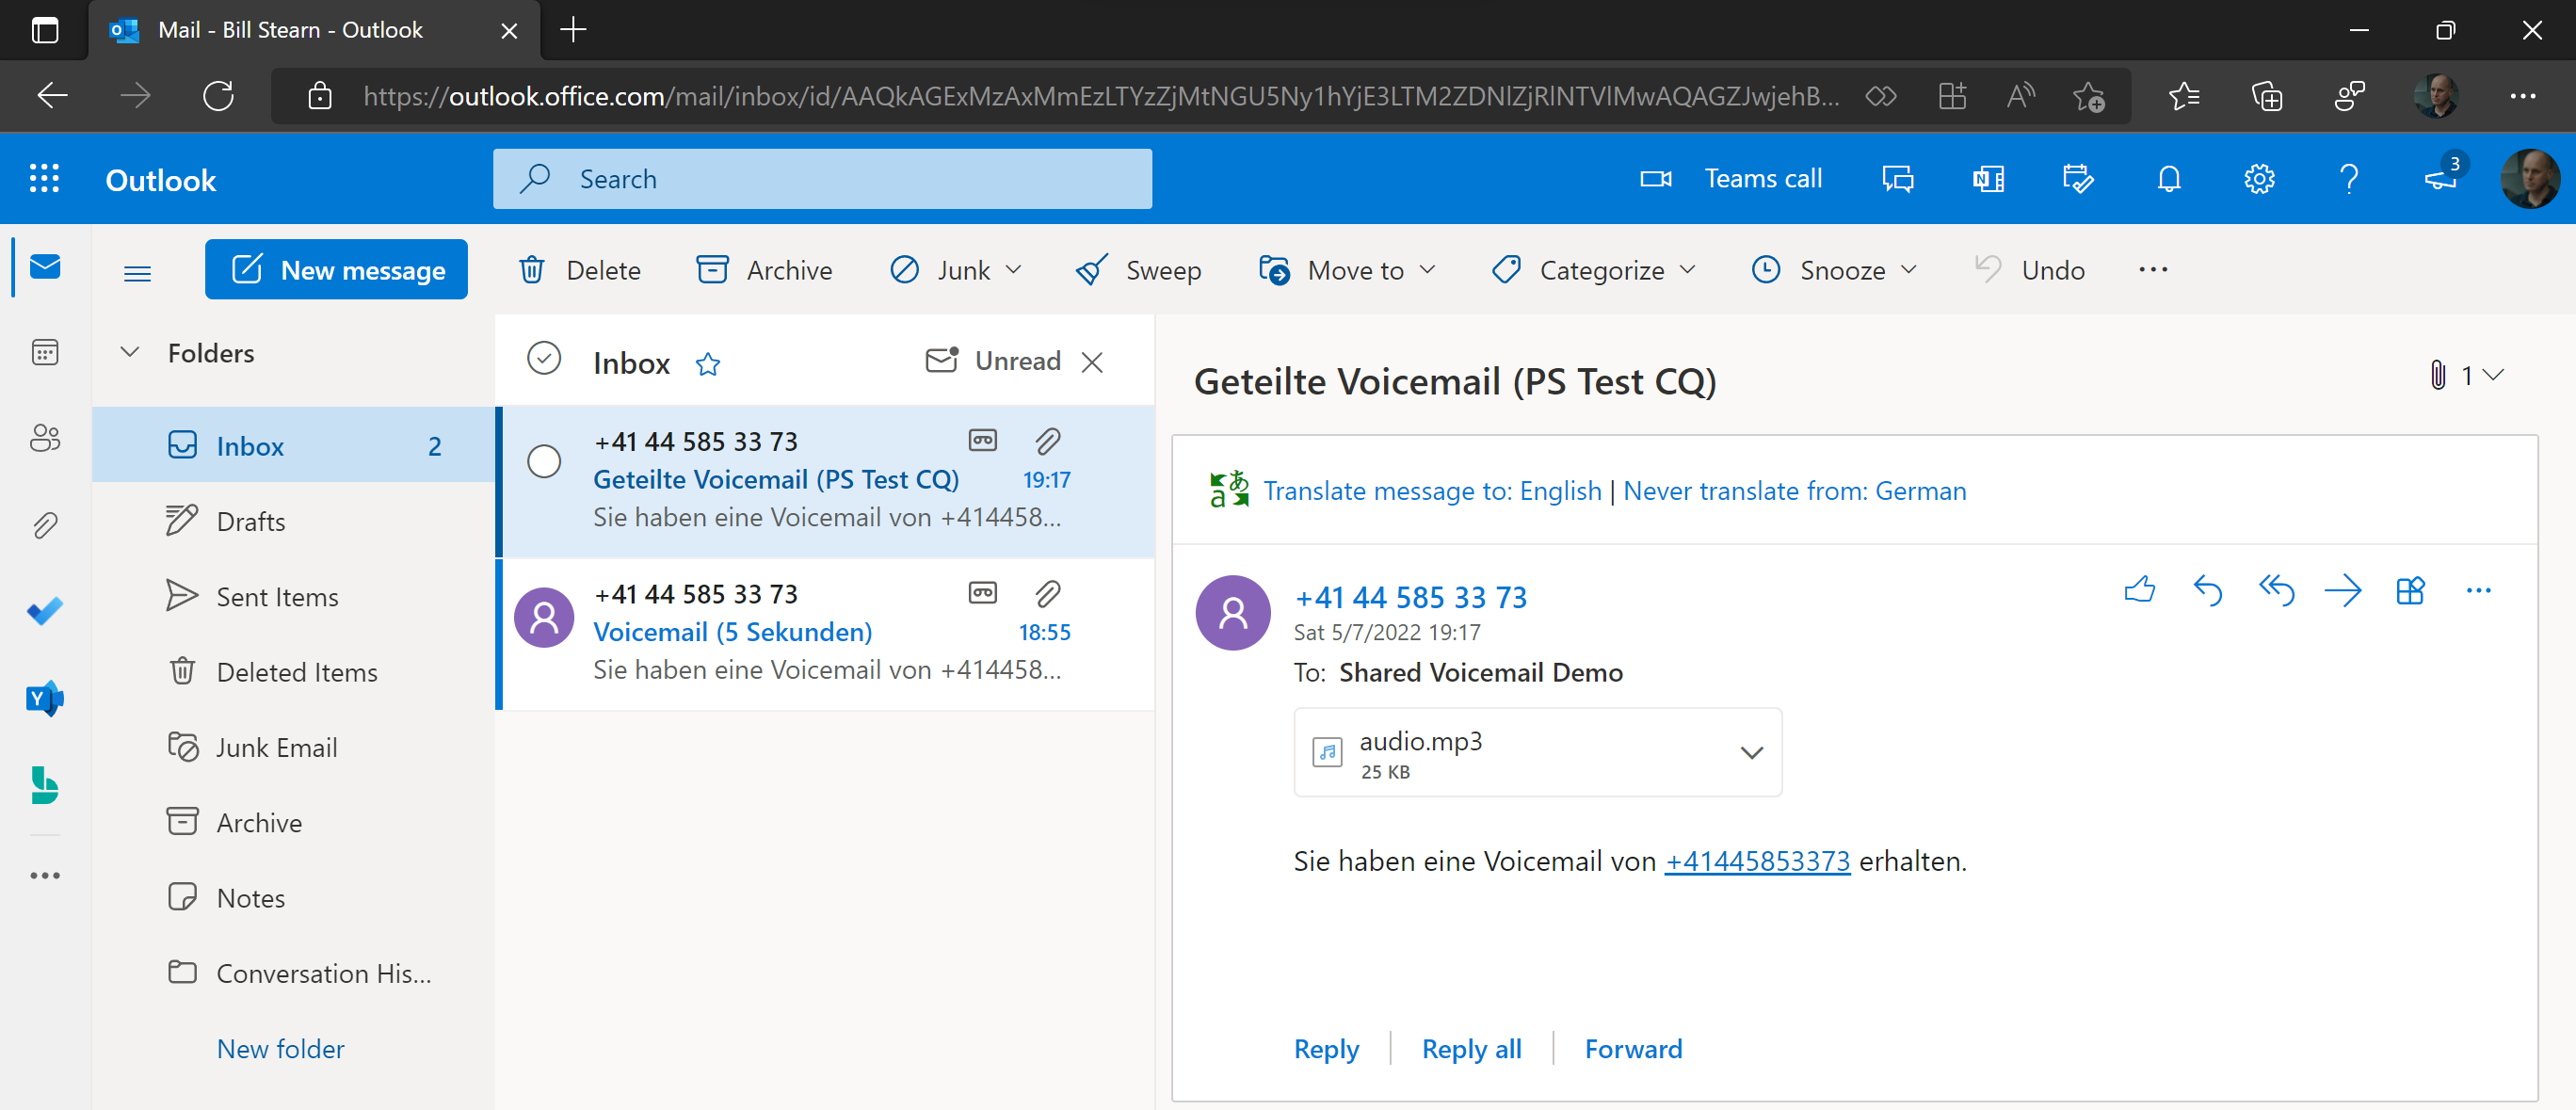 Mail - Bill Stearn - Outlook
https://outlook.office.com/mail/inbox/id/AAQkAGExMzAxMmEzLTYzZjMtNGU5Ny1hYjE3LTM2ZDNlZjRlNTVlMwAQAGZJwjehB...
Outlook
Search
Teams call
3
New message
Delete
Archive
Junk
Sweep
Move to
Categorize
Snooze
Undo
Folders
Inbox 2
Drafts
Sent Items
Deleted Items
Junk Email
Archive
Notes
Conversation His...
New folder
Inbox
Unread
+41 44 585 33 73
Geteilte Voicemail (PS Test CQ) 19:17
Sie haben eine Voicemail von +414458...
+41 44 585 33 73
Voicemail (5 Sekunden) 18:55
Sie haben eine Voicemail von +414458...
Geteilte Voicemail (PS Test CQ)
1
Translate message to: English | Never translate from: German
+41 44 585 33 73
Sat 5/7/2022 19:17
To: Shared Voicemail Demo
audio.mp3
25 KB
Sie haben eine Voicemail von +41445853373 erhalten.
Reply
Reply all
Forward